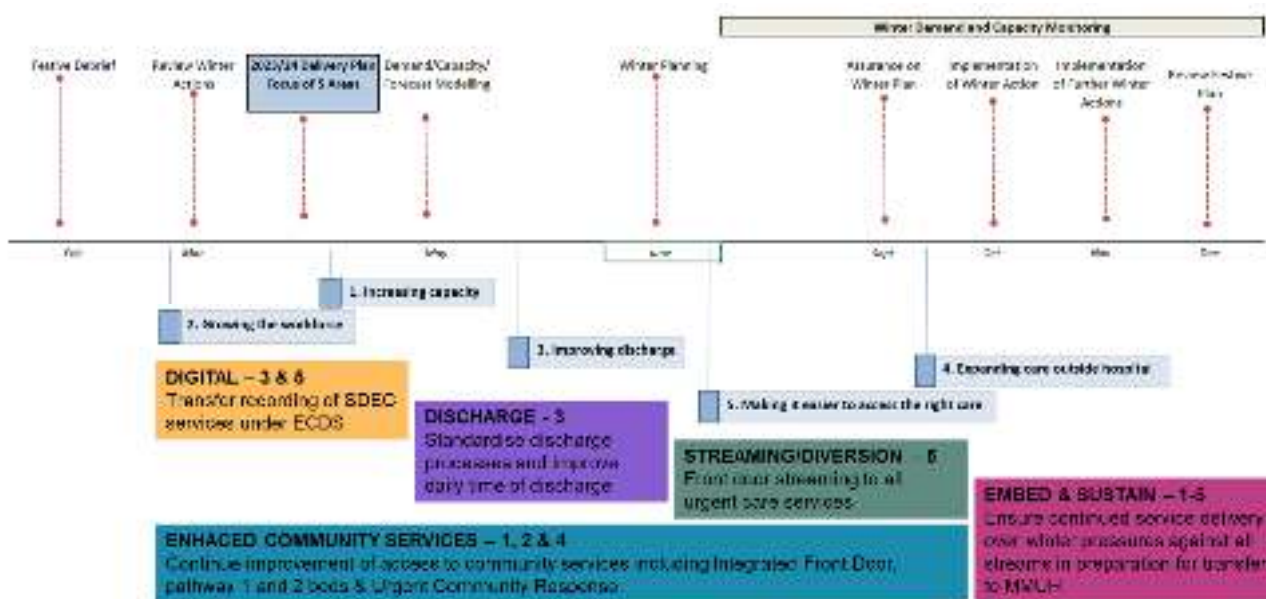 Winter Demand and Capacity Monitoring
Festive Debrief
Review Winter
Actions
2023/24 Delivery Plan
Focus of 5 Areas
Demand/Capacity/
Forecast Modelling
Winter Planning
Assurance on
Winter Plan
Implementation
of Winter Action
Implementation
of Further Winter
Actions
Review Festive
Plan
Feb
Mar
May
June
Sept
Oct
Nov
Dec
1. Increasing capacity
2. Growing the workforce
3. Improving discharge
4. Expanding care outside hospital
5. Making it easier to access the right care
DIGITAL – 3 & 5
Transfer recording of SDEC
services under ECDS
DISCHARGE - 3
Standardise discharge
processes and improve
daily time of discharge
STREAMING/DIVERSION – 5
Front door streaming to all
urgent care services
ENHACED COMMUNITY SERVICES – 1, 2 & 4
Continue improvement of access to community services including Integrated Front Door,
pathway 1 and 2 beds & Urgent Community Response
EMBED & SUSTAIN – 1-5
Ensure continued service delivery
over winter pressures against all
streams in preparation for transfer
to MWUH